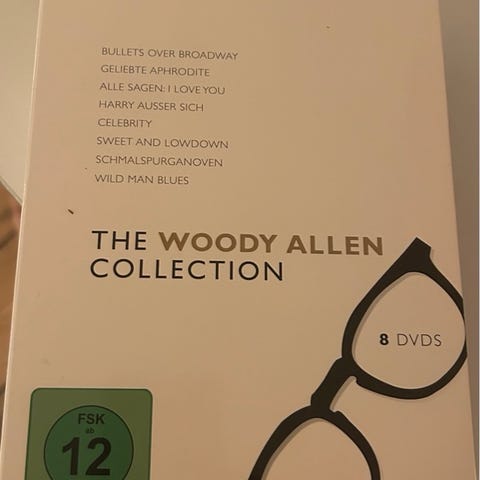 BULLETS OVER BROADWAY
GELIEBTE APHRODITE
ALLE SAGEN: I LOVE YOU
HARRY AUSSER SICH
CELEBRITY
SWEET AND LOWDOWN
SCHMALSPURGANOVEN
WILD MAN BLUES
THE WOODY ALLEN
COLLECTION
8 DVDS
FSK
ab
12